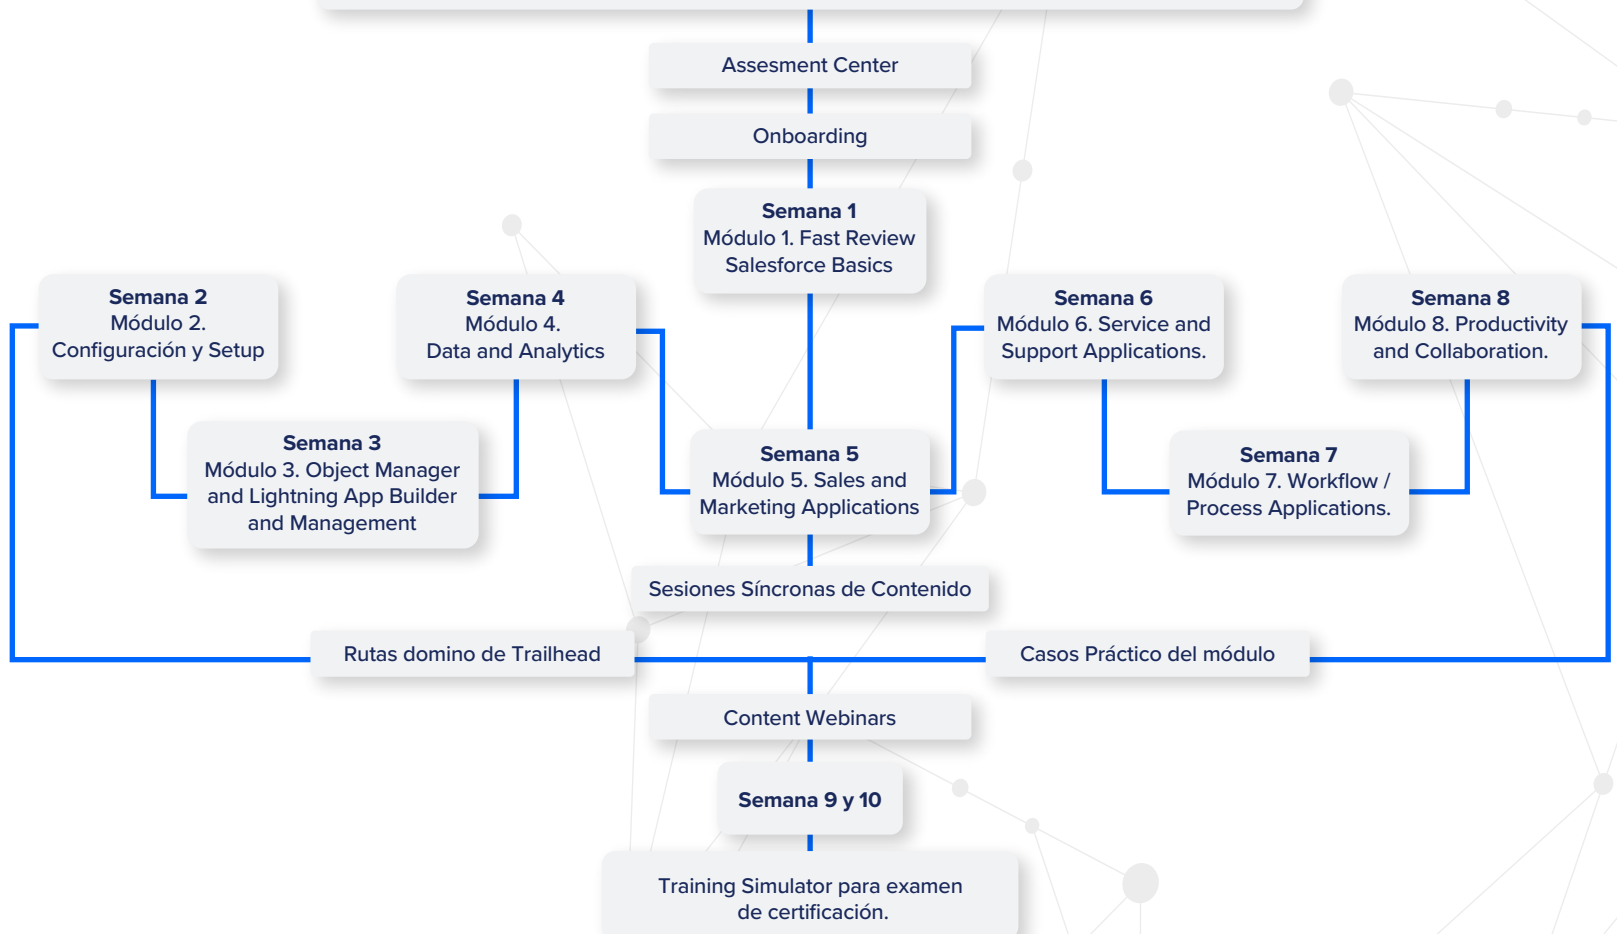 Assesment Center
Onboarding
Semana 1
Módulo 1. Fast Review
Salesforce Basics
Semana 2
Módulo 2.
Configuración y Setup
Semana 3
Módulo 3. Object Manager
and Lightning App Builder
and Management
Semana 4
Módulo 4.
Data and Analytics
Semana 5
Módulo 5. Sales and
Marketing Applications
Semana 6
Módulo 6. Service and
Support Applications.
Semana 7
Módulo 7. Workflow /
Process Applications.
Semana 8
Módulo 8. Productivity
and Collaboration.
Sesiones Síncronas de Contenido
Rutas domino de Trailhead
Casos Práctico del módulo
Content Webinars
Semana 9 y 10
Training Simulator para examen
de certificación.